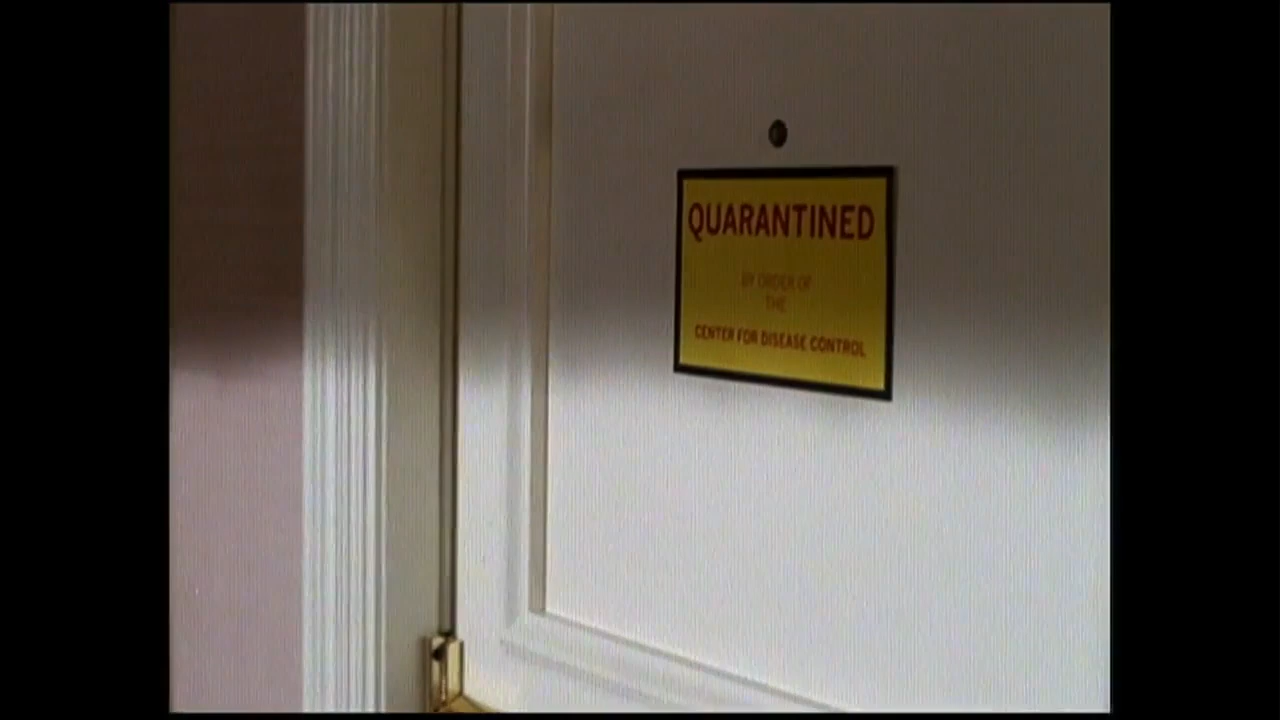 QUARANTINED
BY ORDER OF
THE
CENTER FOR DISEASE CONTROL